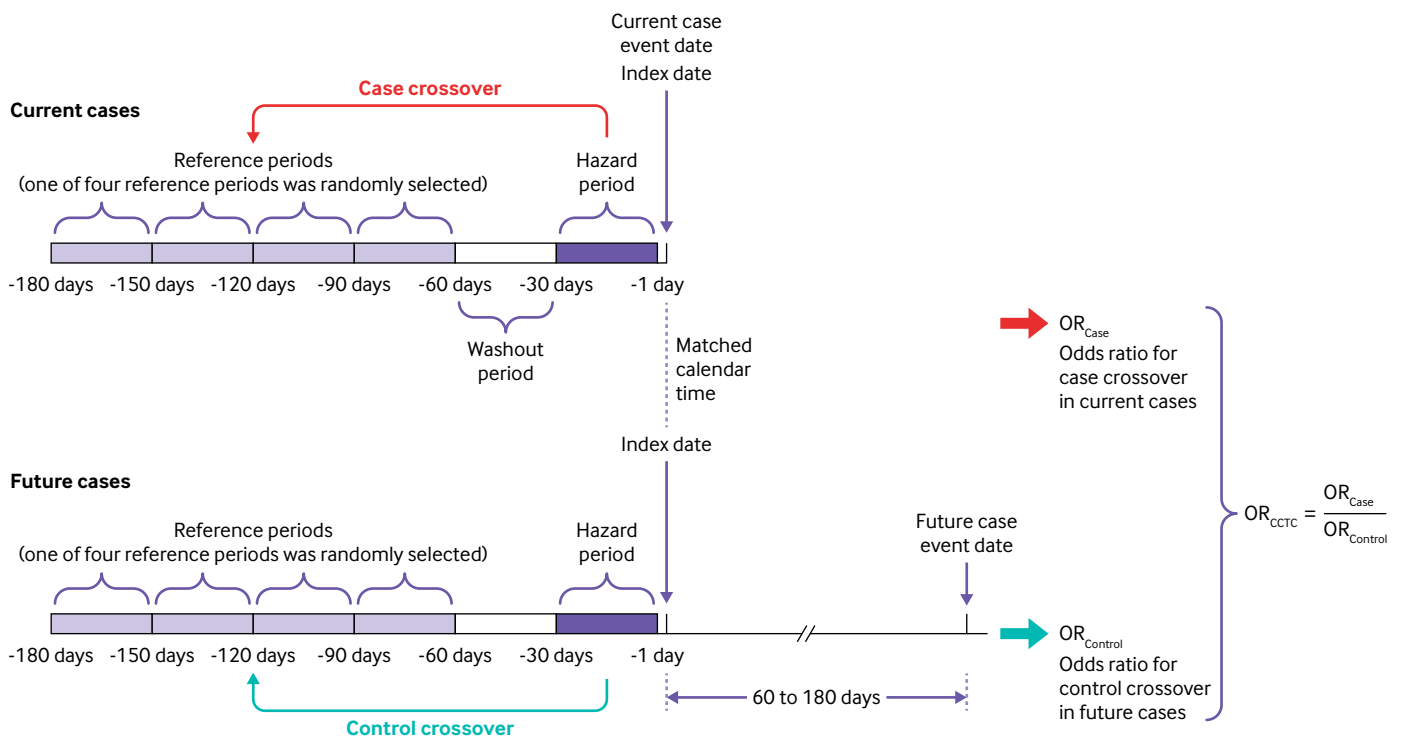 Current case
event date
Index date
Case crossover
Current cases
Reference periods
(one of four reference periods was randomly selected)
Hazard
period
-180 days -150 days -120 days -90 days -60 days -30 days -1 day
Washout
period
Matched
calendar
time
OR Case
Odds ratio for
case crossover
in current cases
Index date
Future cases
Reference periods
(one of four reference periods was randomly selected)
Hazard
period
Future case
event date
-180 days -150 days -120 days -90 days -60 days -30 days -1 day
60 to 180 days
Control crossover
OR Control
Odds ratio for
control crossover
in future cases
OR CCTC = OR Case
OR Control